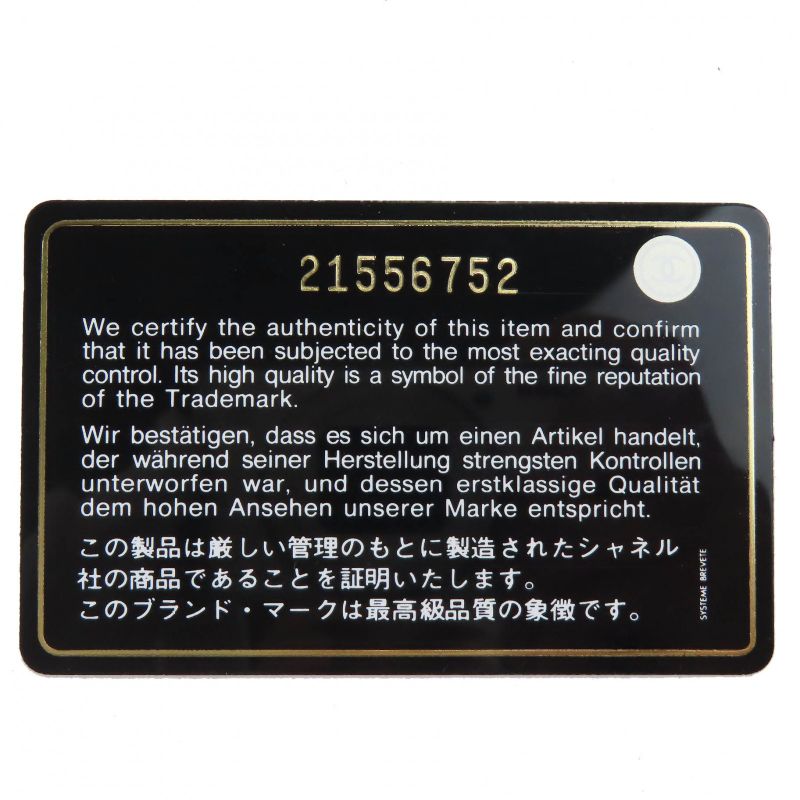 21556752
We certify the authenticity of this item and confirm
that it has been subjected to the most exacting quality
control. Its high quality is a symbol of the fine reputation
of the Trademark.
Wir bestätigen, dass es sich um einen Artikel handelt,
der während seiner Herstellung strengsten Kontrollen
unterworfen war, und dessen erstklassige Qualität
dem hohen Ansehen unserer Marke entspricht.
この製品は厳しい管理のもとに製造されたシャネル
社の商品であることを証明いたします。
このブランド・マークは最高級品質の象徴です。
SYSTEME BREVETE